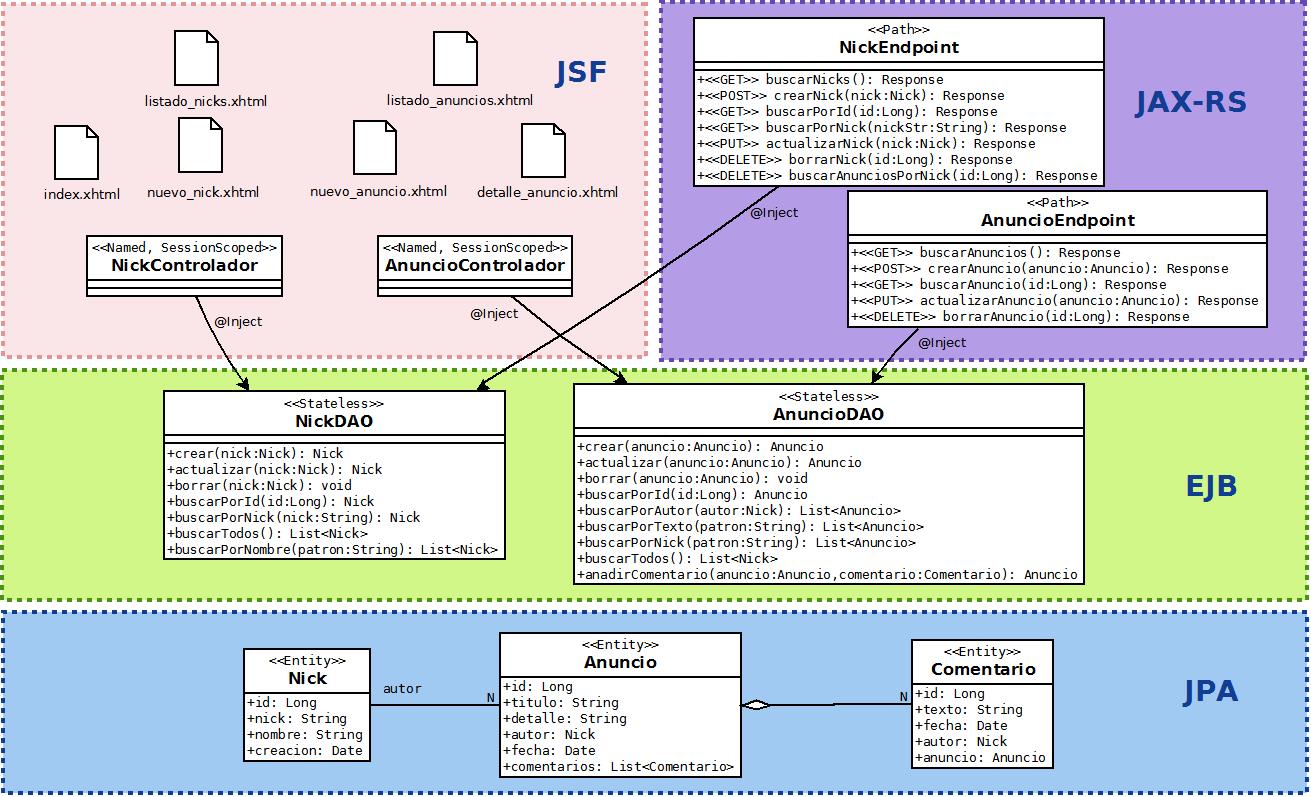 JSF
listado_nicks.xhtml
listado_anuncios.xhtml
index.xhtml
nuevo_nick.xhtml
nuevo_anuncio.xhtml
detalle_anuncio.xhtml
<<Named, SessionScoped>>
NickControlador
<<Named, SessionScoped>>
AnuncioControlador
@Inject
@Inject
JAX-RS
<<Path>>
NickEndpoint
+<<GET>> buscarNicks(): Response
+<<POST>> crearNick(nick:Nick): Response
+<<GET>> buscarPorId(id:Long): Response
+<<GET>> buscarPorNick(nickStr:String): Response
+<<PUT>> actualizarNick(nick:Nick): Response
+<<DELETE>> borrarNick(id:Long): Response
+<<DELETE>> buscarAnunciosPorNick(id:Long): Response
@Inject
<<Path>>
AnuncioEndpoint
+<<GET>> buscarAnuncios(): Response
+<<POST>> crearAnuncio(anuncio:Anuncio): Response
+<<GET>> buscarAnuncio(id:Long): Response
+<<PUT>> actualizarAnuncio(anuncio:Anuncio): Response
+<<DELETE>> borrarAnuncio(id:Long): Response
@Inject
EJB
<<Stateless>>
NickDAO
+crear(nick:Nick): Nick
+actualizar(nick:Nick): Nick
+borrar(nick:Nick): void
+buscarPorId(id:Long): Nick
+buscarPorNick(nick:String): Nick
+buscarTodos(): List<Nick>
+buscarPorNombre(patron:String): List<Nick>
<<Stateless>>
AnuncioDAO
+crear(anuncio:Anuncio): Anuncio
+actualizar(anuncio:Anuncio): Anuncio
+borrar(anuncio:Anuncio): void
+buscarPorId(id:Long): Anuncio
+buscarPorAutor(autor:Nick): List<Anuncio>
+buscarPorTexto(patron:String): List<Anuncio>
+buscarPorNick(patron:String): List<Anuncio>
+buscarTodos(): List<Nick>
+anadirComentario(anuncio:Anuncio,comentario:Comentario): Anuncio
JPA
<<Entity>>
Nick
+id: Long
+nick: String
+nombre: String
+creacion: Date
autor
N
<<Entity>>
Anuncio
+id: Long
+titulo: String
+detalle: String
+autor: Nick
+fecha: Date
+comentarios: List<Comentario>
N
<<Entity>>
Comentario
+id: Long
+texto: String
+fecha: Date
+autor: Nick
+anuncio: Anuncio